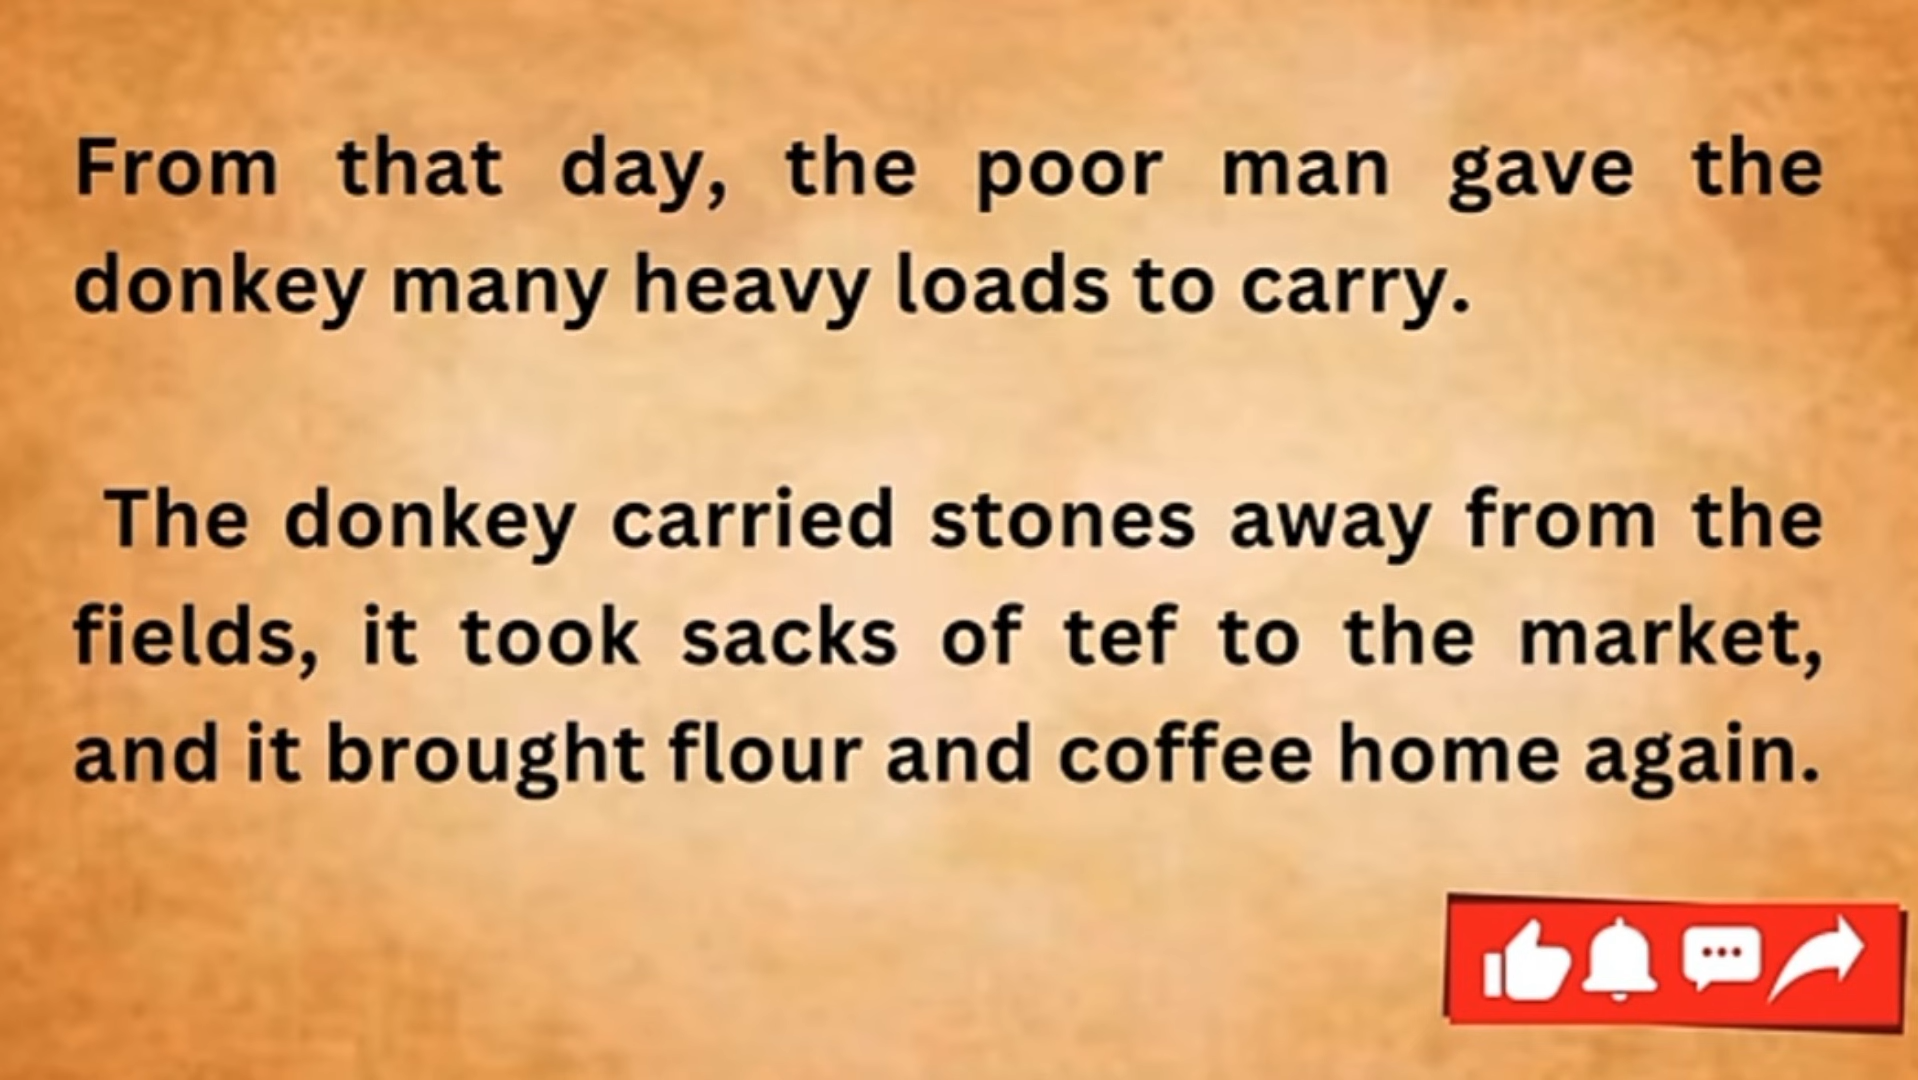 From that day, the poor man gave the
donkey many heavy loads to carry.
The donkey carried stones away from the
fields, it took sacks of tef to the market,
and it brought flour and coffee home again.